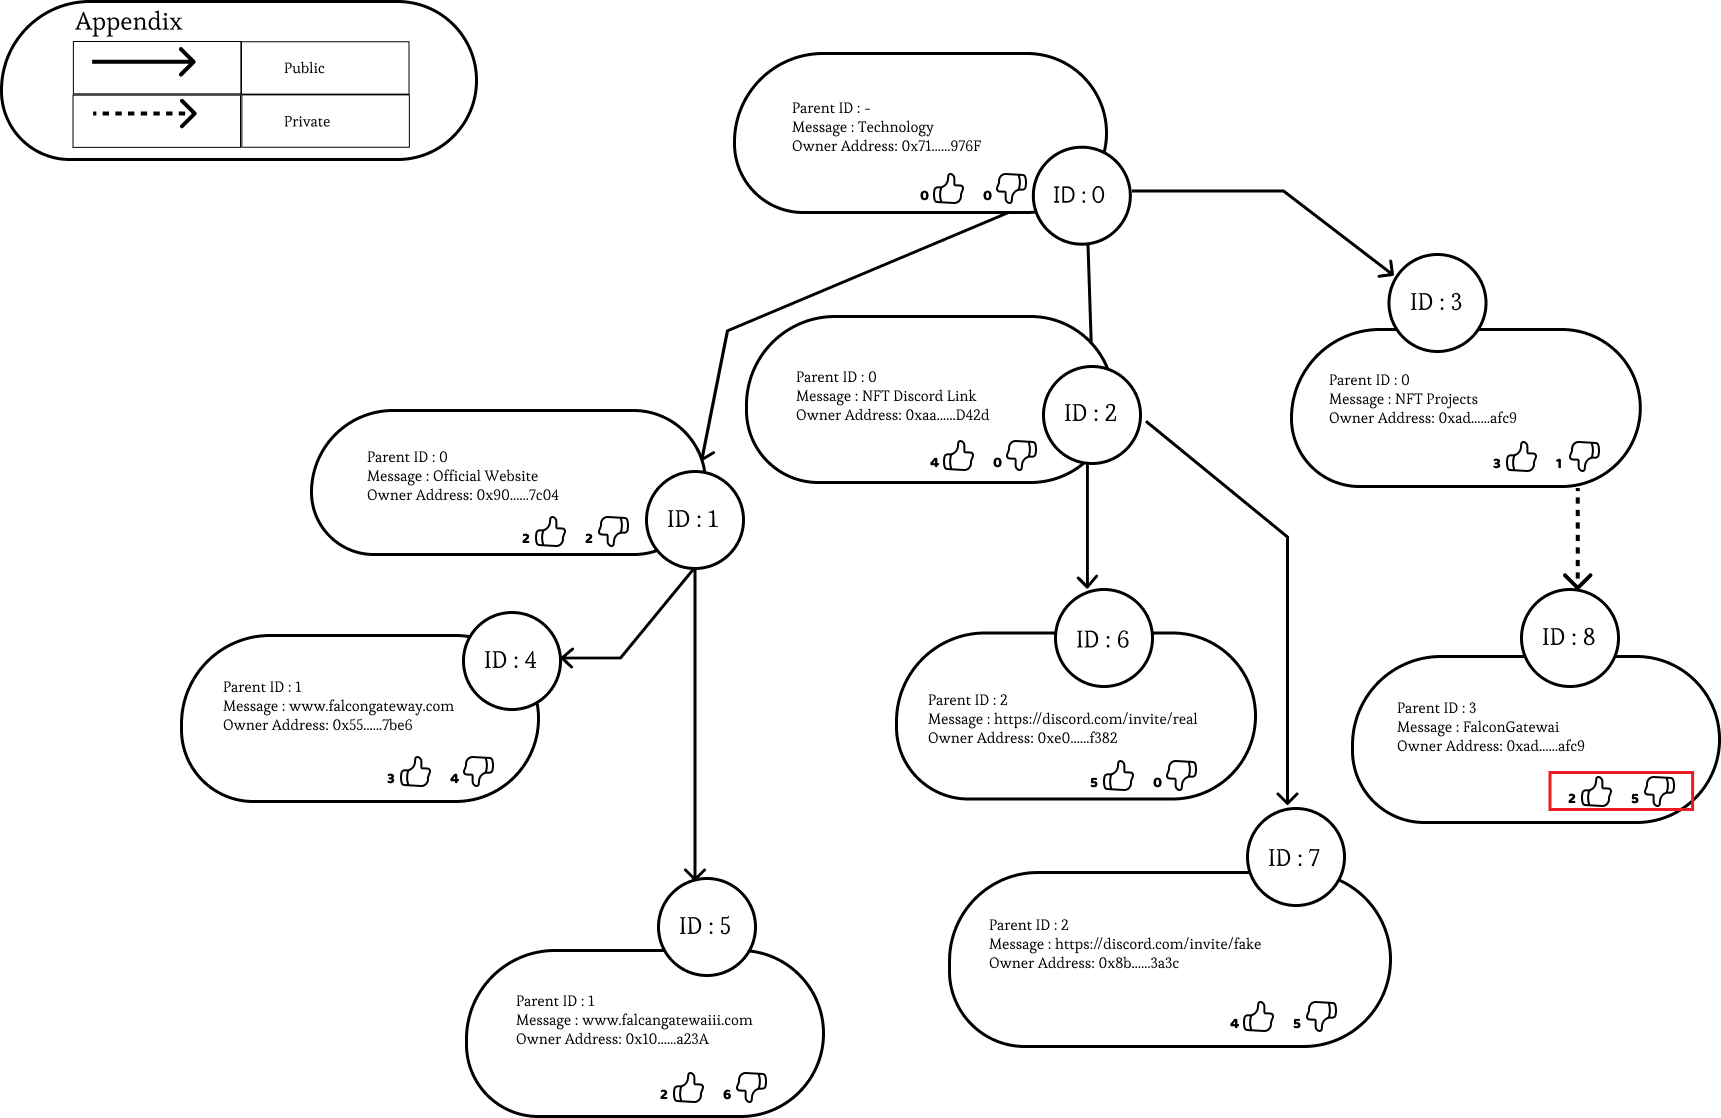 Appendix
Public
Private
Parent ID : -
Message : Technology
Owner Address: 0x71......976F
0
0
ID : 0
ID : 3
Parent ID : 0
Message : NFT Discord Link
Owner Address: 0xaa......D42d
4
0
ID : 2
Parent ID : 0
Message : NFT Projects
Owner Address: 0xad......afc9
3
1
Parent ID : 0
Message : Official Website
Owner Address: 0x90......7c04
2
2
ID : 1
ID : 4
Parent ID : 1
Message : www.falcongateway.com
Owner Address: 0x55......7be6
3
4
ID : 6
Parent ID : 2
Message : https://discord.com/invite/real
Owner Address: 0xe0......f382
5
0
ID : 8
Parent ID : 3
Message : FalconGatewai
Owner Address: 0xad......afc9
2
5
ID : 7
Parent ID : 2
Message : https://discord.com/invite/fake
Owner Address: 0x8b......3a3c
4
5
ID : 5
Parent ID : 1
Message : www.falcangatewaiii.com
Owner Address: 0x10......a23A
2
6